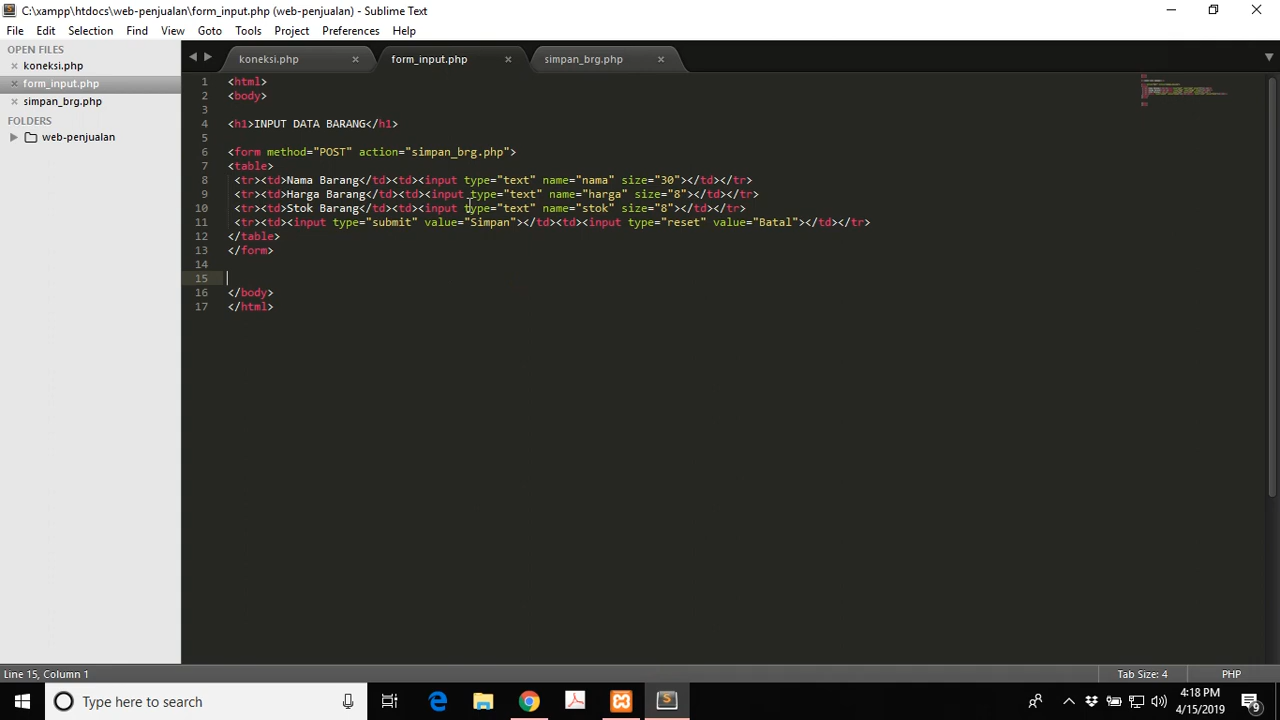 C:\xampp\htdocs\web-penjualan\form_input.php (web-penjualan) - Sublime Text
File Edit Selection Find View Goto Tools Project Preferences Help
OPEN FILES
koneksi.php
form_input.php
simpan_brg.php
FOLDERS
web-penjualan
koneksi.php × form_input.php × simpan_brg.php ×
1 <html>
2 <body>
3
4 <h1>INPUT DATA BARANG</h1>
5
6 <form method="POST" action="simpan_brg.php">
7 <table>
8 <tr><td>Nama Barang</td><td><input type="text" name="nama" size="30"></td></tr>
9 <tr><td>Harga Barang</td><td><input type="text" name="harga" size="8"></td></tr>
10 <tr><td>Stok Barang</td><td><input type="text" name="stok" size="8"></td></tr>
11 <tr><td><input type="submit" value="Simpan"></td><td><input type="reset" value="Batal"></td></tr>
12 </table>
13 </form>
14
15
16 </body>
17 </html>
Line 15, Column 1 Tab Size: 4 PHP
Type here to search
4:18 PM
4/15/2019
9